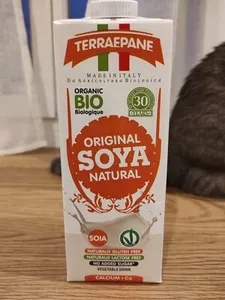 TERRAEPANE
MADE IN ITALY
Da Agricoltura Biologica
ORGANIC
BIO
Biologique
30
ORIGINAL
SOYA
NATURAL
SOIA
NATURALLY GLUTEN FREE
NATURALLY LACTOSE FREE
NO ADDED SUGAR*
VEGETABLE DRINK
CALCIUM - Ca